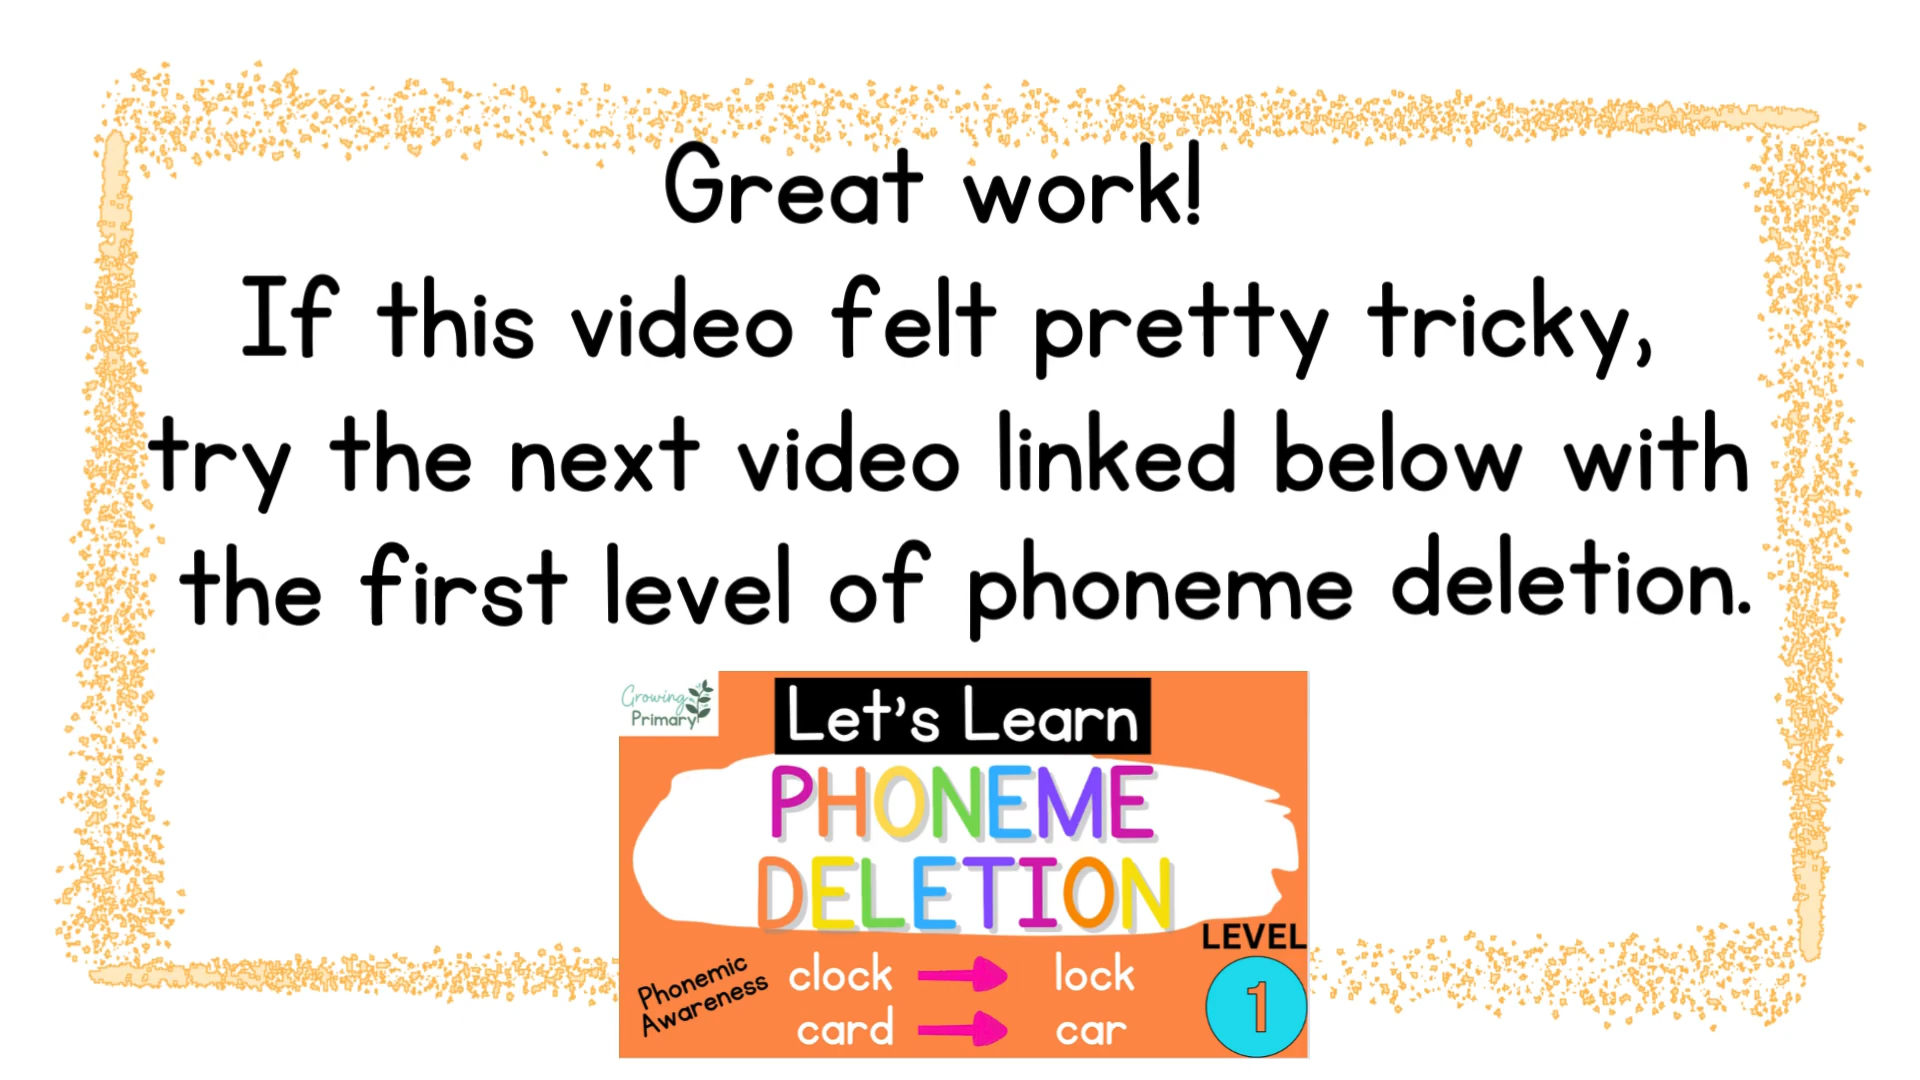 Great work!
If this video felt pretty tricky,
try the next video linked below with
the first level of phoneme deletion.
Growing
Primary
Let's Learn
PHONEME
DELETION
LEVEL
1
Phonemic
Awareness
clock lock
card car